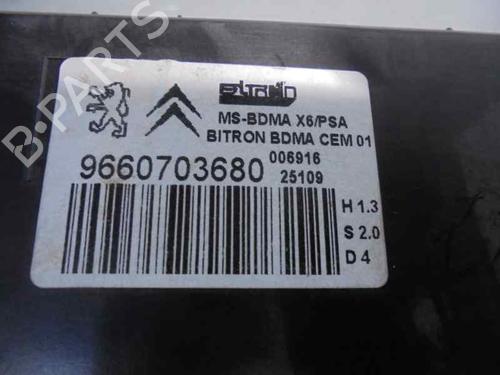 B-PARTS
BITRON
MS-BDMA X6/PSA
BITRON BDMA CEM 01
9660703680
006916
25109
H 1.3
S 2.0
D 4